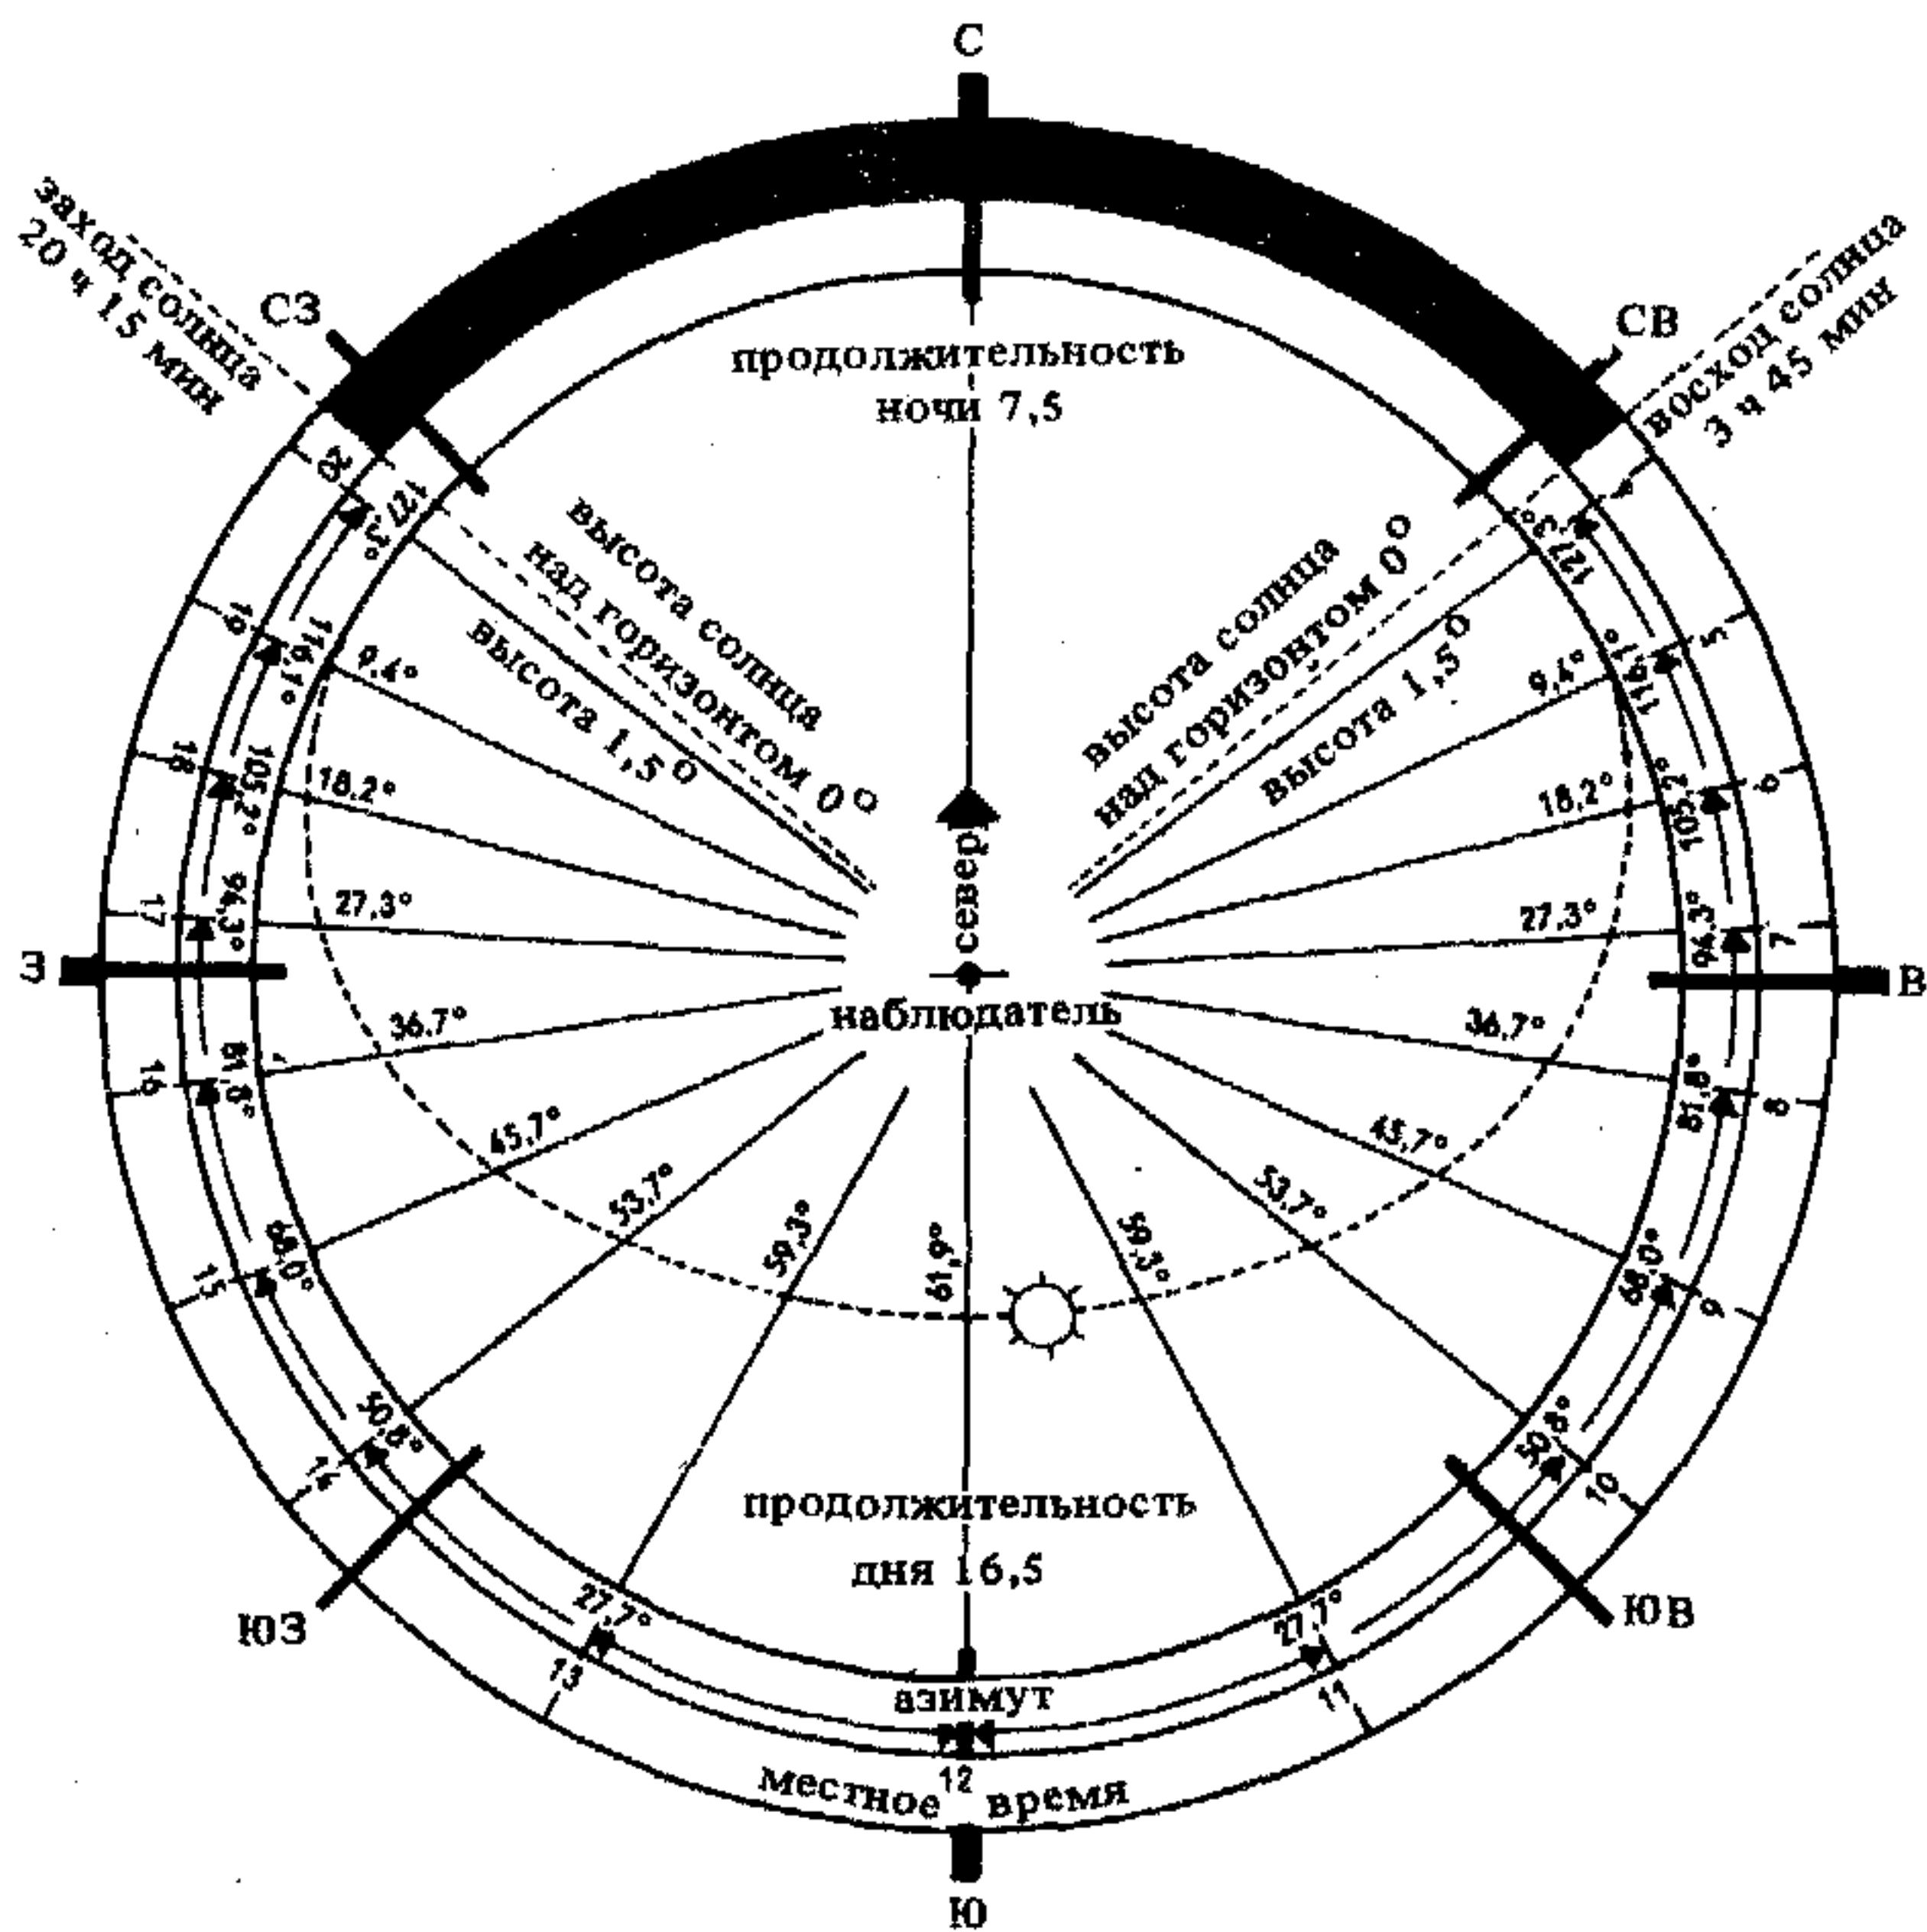 С
заход солнца
20 ч 15 мин
СЗ
СВ
восход солнца
3 ч 45 мин
продолжительность
ночи 7,5
высота солнца
над горизонтом 0°
высота 1,5°
высота солнца
над горизонтом 0°
высота 1,5°
20
127,3°
127,3°
4
19
119,1°
9,4°
9,4°
119,1°
5
18
105,2°
18,2°
18,2°
105,2°
6
17
94,3°
27,3°
27,3°
94,3°
7
север
З
В
наблюдатель
16
81,8°
36,7°
36,7°
81,8°
8
15
68,0°
45,7°
45,7°
68,0°
9
14
50,8°
53,7°
53,7°
50,8°
10
59,3°
61,9°
59,3°
продолжительность
дня 16,5
ЮЗ
ЮВ
13
27,7°
27,7°
11
азимут
12
местное время
Ю